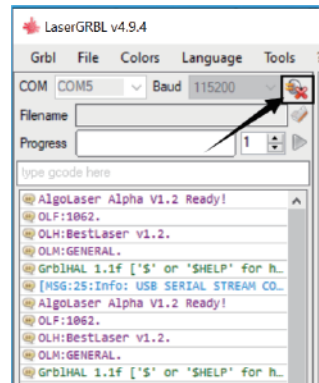 LaserGRBL v4.9.4
Grbl File Colors Language Tools
COM COM5 Baud 115200
Filename
Progress 1
type gcode here
AlgoLaser Alpha V1.2 Ready!
OLF:1062.
OLH:BestLaser v1.2.
OLM:GENERAL.
GrblHAL 1.1f ['$' or '$HELP' for h…
[MSG:25:Info: USB SERIAL STREAM CO…
AlgoLaser Alpha V1.2 Ready!
OLF:1062.
OLH:BestLaser v1.2.
OLM:GENERAL.
GrblHAL 1.1f ['$' or '$HELP' for h…